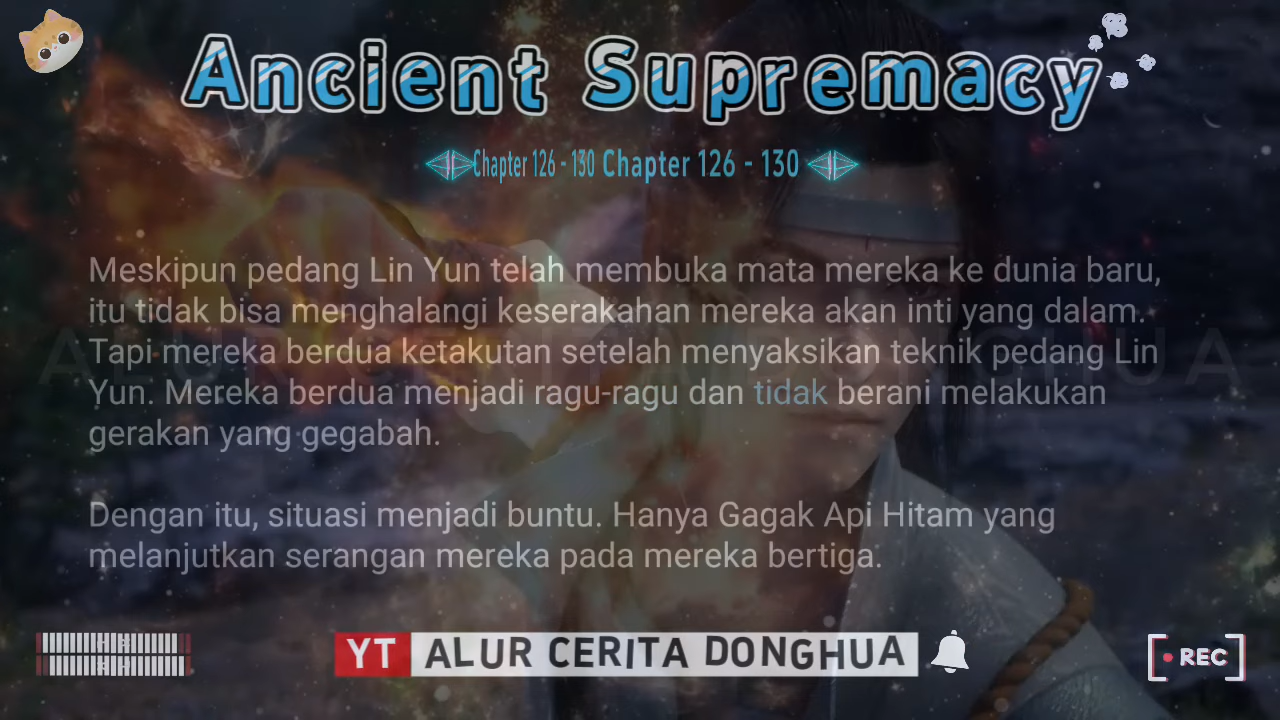 Ancient Supremacy
Chapter 126 - 130 Chapter 126 - 130
Meskipun pedang Lin Yun telah membuka mata mereka ke dunia baru,
itu tidak bisa menghalangi keserakahan mereka akan inti yang dalam.
Tapi mereka berdua ketakutan setelah menyaksikan teknik pedang Lin
Yun. Mereka berdua menjadi ragu-ragu dan tidak berani melakukan
gerakan yang gegabah.
Dengan itu, situasi menjadi buntu. Hanya Gagak Api Hitam yang
melanjutkan serangan mereka pada mereka bertiga.
YT ALUR CERITA DONGHUA
REC